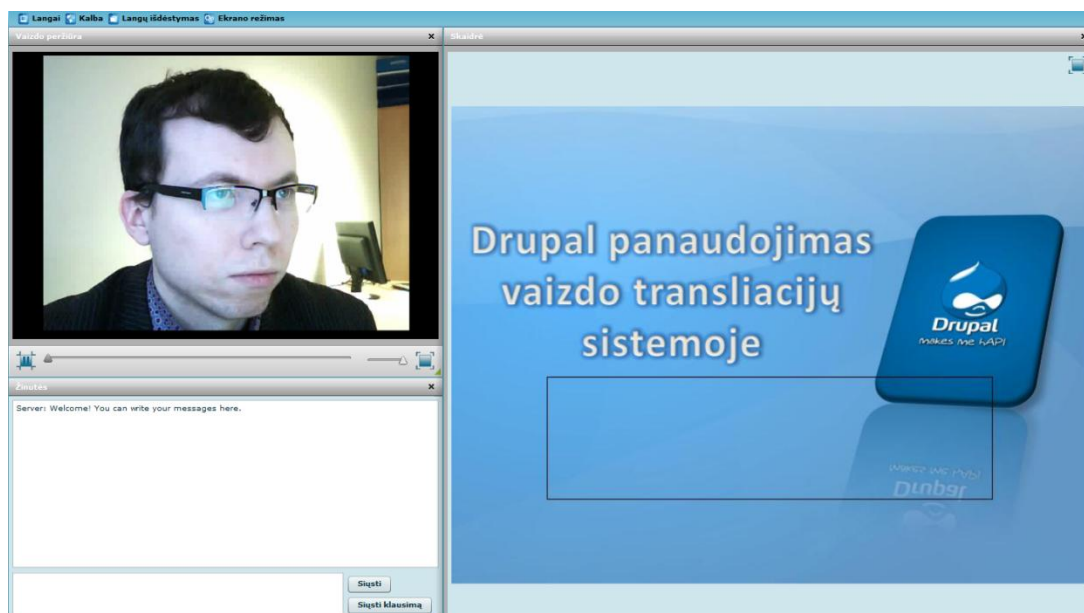 Langai Kalba Langų išdėstymas Ekrano režimas
Vaizdo peržiūra x
Žinutės x
Server: Welcome! You can write your messages here.
Siųsti
Siųsti klausimą
Skaidrė x
Drupal panaudojimas
vaizdo transliacijų
sistemoje
Drupal
makes me hAPI